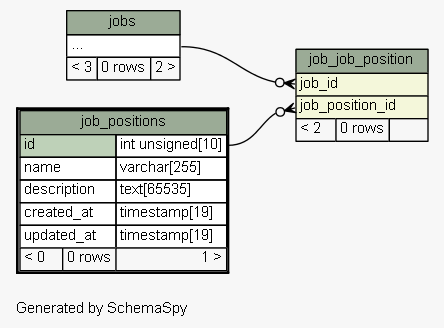 jobs
...
< 3 0 rows 2 >
job_job_position
job_id
job_position_id
< 2 0 rows
job_positions
id int unsigned[10]
name varchar[255]
description text[65535]
created_at timestamp[19]
updated_at timestamp[19]
< 0 0 rows 1 >
Generated by SchemaSpy